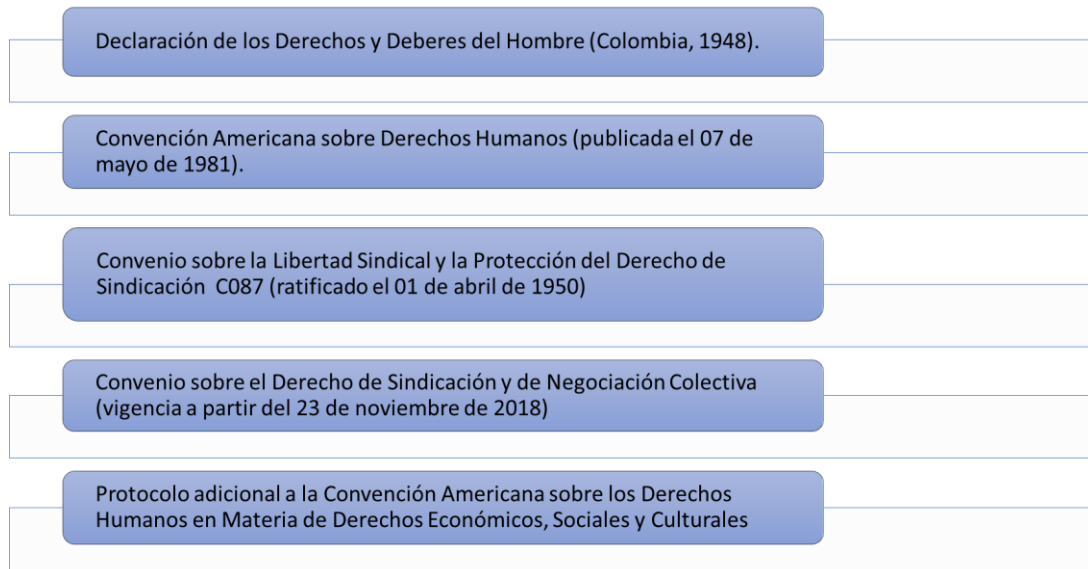 Declaración de los Derechos y Deberes del Hombre (Colombia, 1948).
Convención Americana sobre Derechos Humanos (publicada el 07 de
mayo de 1981).
Convenio sobre la Libertad Sindical y la Protección del Derecho de
Sindicación  C087 (ratificado el 01 de abril de 1950)
Convenio sobre el Derecho de Sindicación y de Negociación Colectiva
(vigencia a partir del 23 de noviembre de 2018)
Protocolo adicional a la Convención Americana sobre los Derechos
Humanos en Materia de Derechos Económicos, Sociales y Culturales